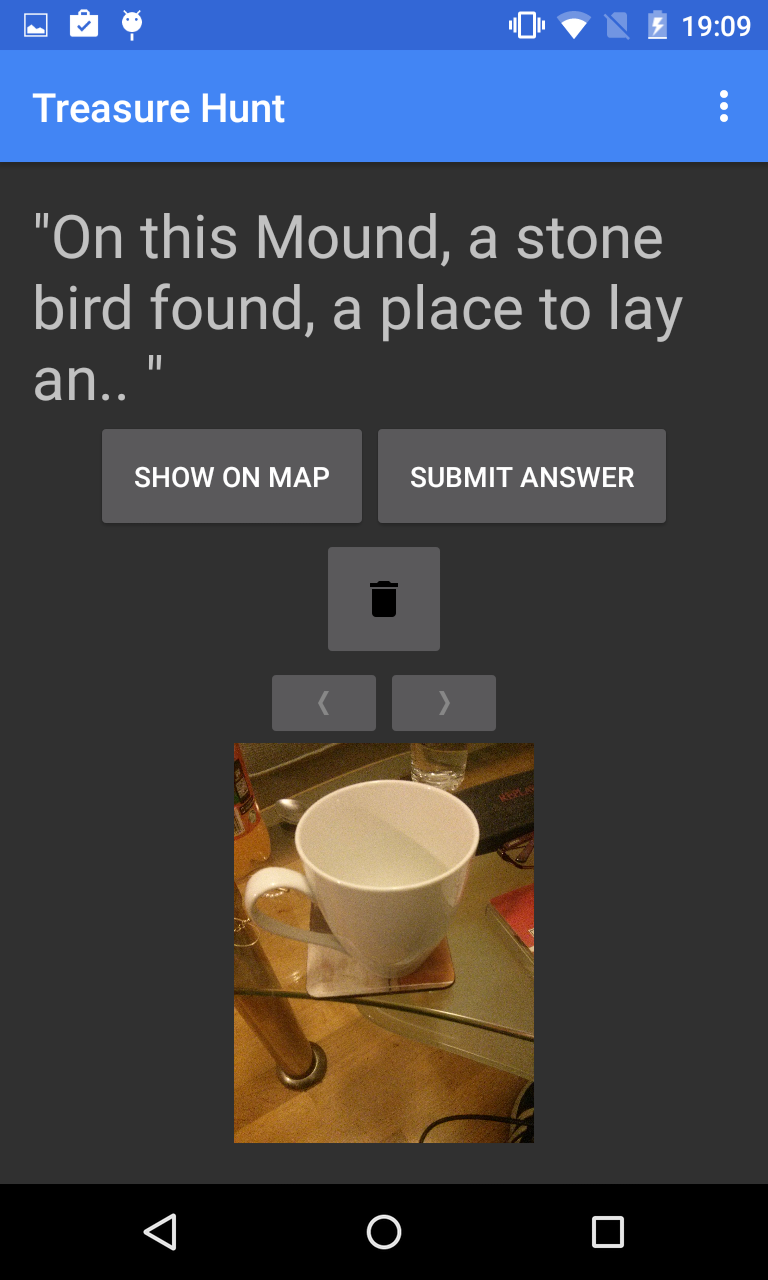 19:09
Treasure Hunt
"On this Mound, a stone
bird found, a place to lay
an.. "
SHOW ON MAP
SUBMIT ANSWER